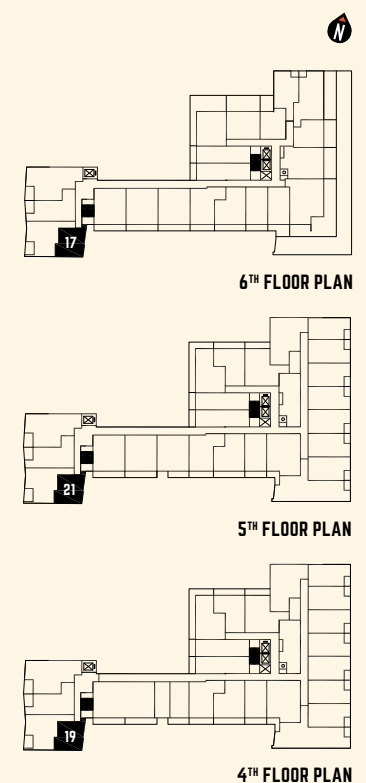 N
17
6TH FLOOR PLAN
21
5TH FLOOR PLAN
19
4TH FLOOR PLAN